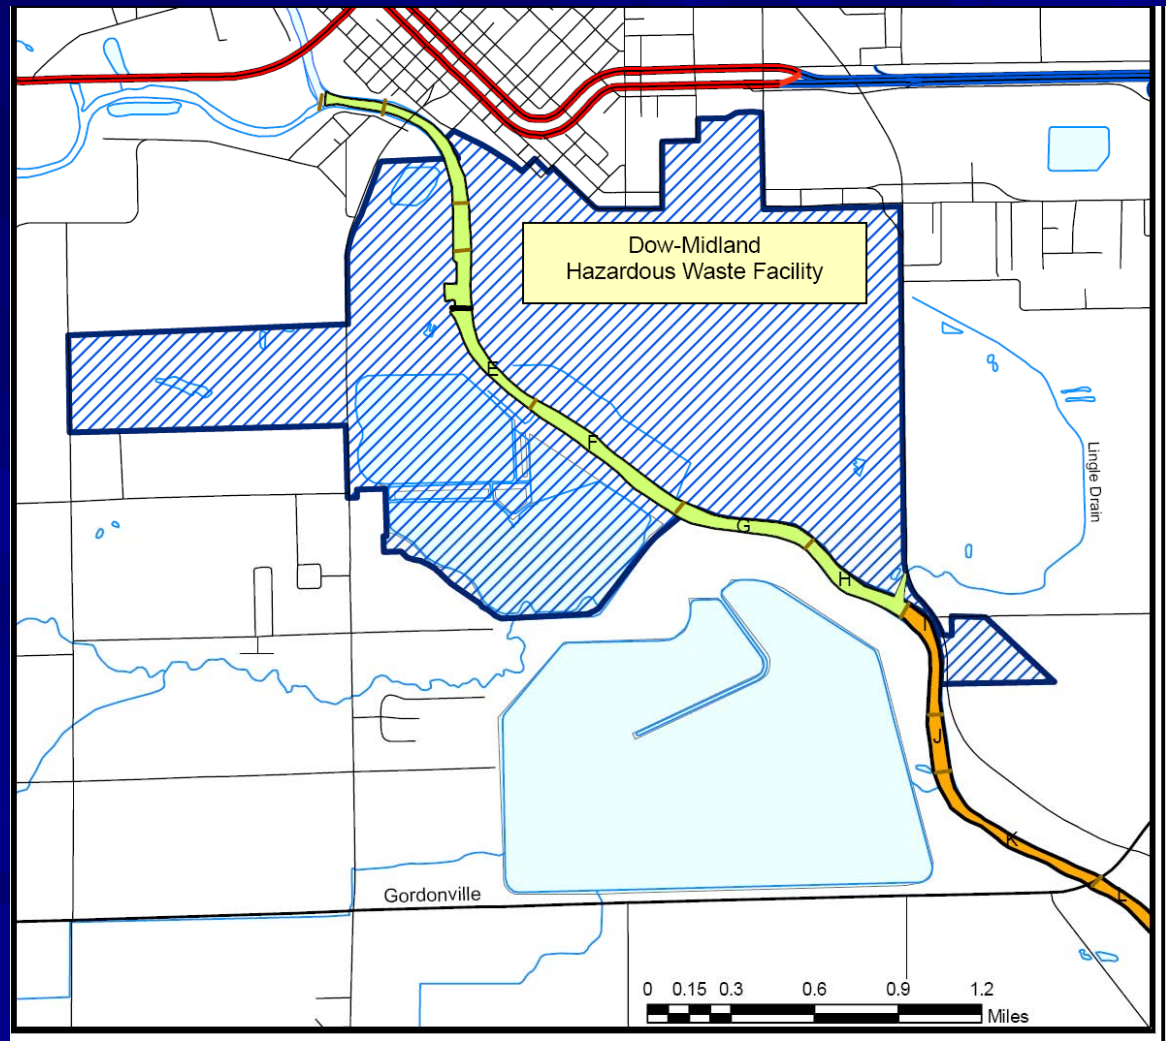 Dow-Midland
Hazardous Waste Facility
E
F
G
H
I
J
K
L
Lingle Drain
Gordonville
0 0.15 0.3 0.6 0.9 1.2
Miles